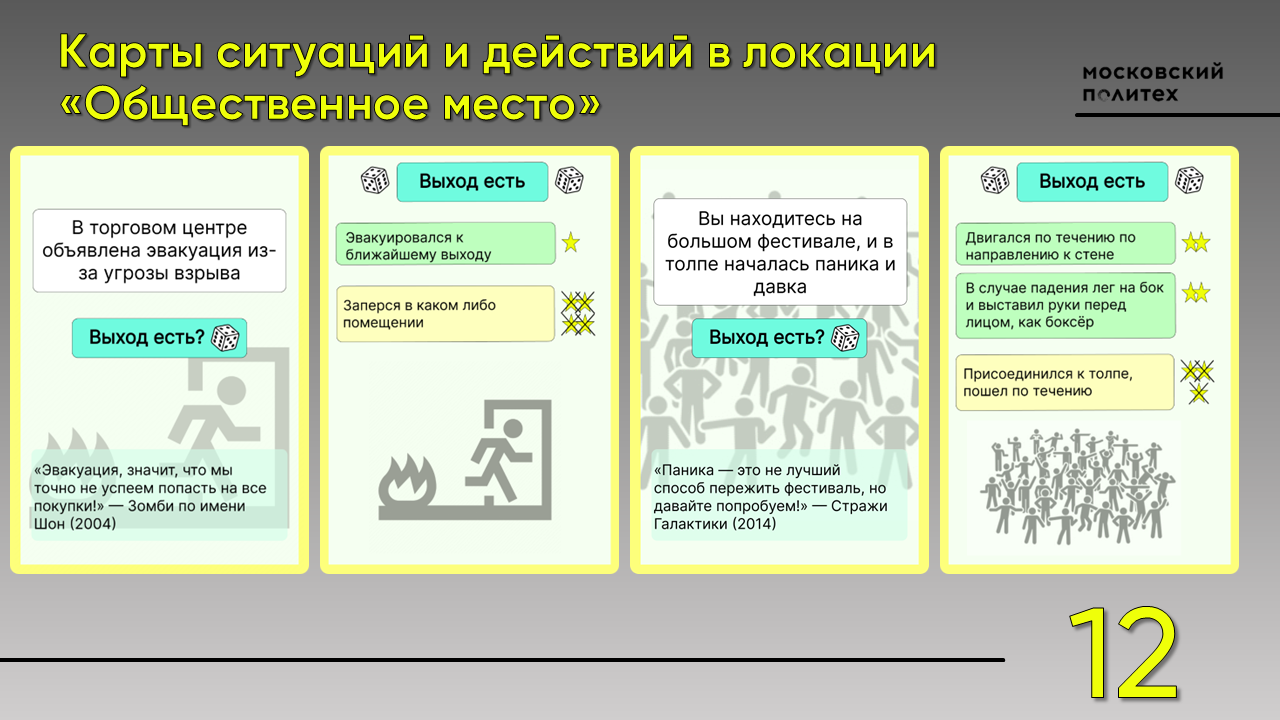 Карты ситуаций и действий в локации
«Общественное место»
московский
политех
В торговом центре
объявлена эвакуация из-
за угрозы взрыва
Выход есть?
«Эвакуация, значит, что мы
точно не успеем попасть на все
покупки!» — Зомби по имени
Шон (2004)
Выход есть
Эвакуировался к
ближайшему выходу
Заперся в каком либо
помещении
Вы находитесь на
большом фестивале, и в
толпе началась паника и
давка
Выход есть?
«Паника — это не лучший
способ пережить фестиваль, но
давайте попробуем!» — Стражи
Галактики (2014)
Выход есть
Двигался по течению по
направлению к стене
В случае падения лег на бок
и выставил руки перед
лицом, как боксёр
Присоединился к толпе,
пошел по течению
12